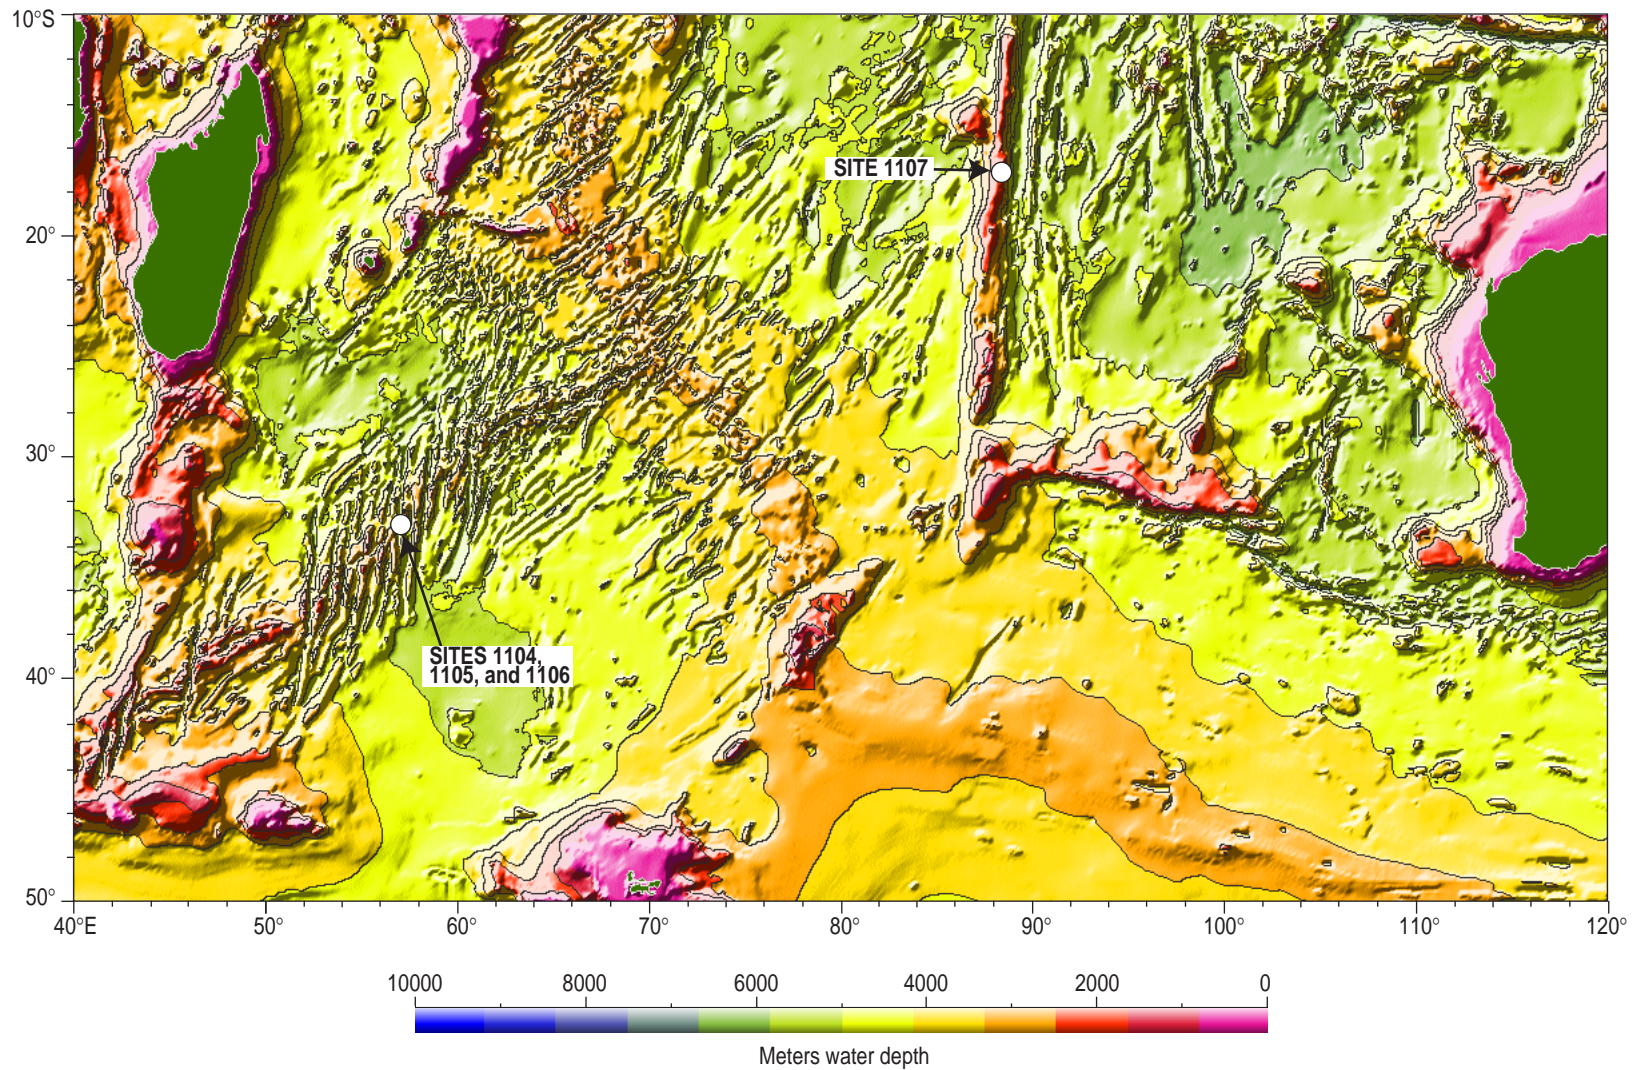 10°S
SITE 1107
20°
30°
SITES 1104,
1105, and 1106
40°
50°
40°E 50° 60° 70° 80° 90° 100° 110° 120°
10000 8000 6000 4000 2000 0
Meters water depth